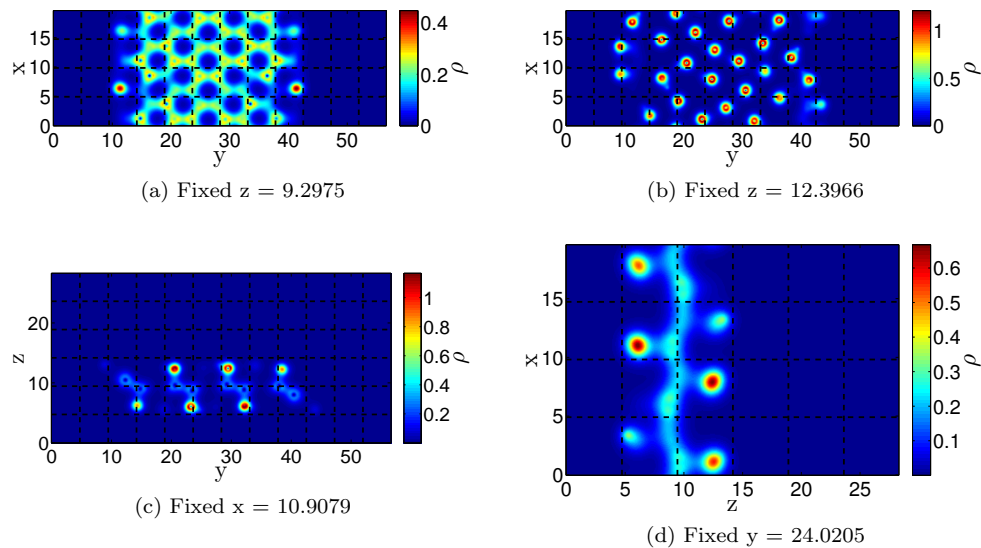 x
15
10
5
0
0 10 20 30 40 50
y
0.4
0.2
0
ρ
(a) Fixed z = 9.2975
x
15
10
5
0
0 10 20 30 40 50
y
1
0.5
0
ρ
(b) Fixed z = 12.3966
z
20
10
0
0 10 20 30 40 50
y
1
0.8
0.6
0.4
0.2
ρ
(c) Fixed x = 10.9079
x
15
10
5
0
0 5 10 15 20 25
z
0.6
0.5
0.4
0.3
0.2
0.1
ρ
(d) Fixed y = 24.0205